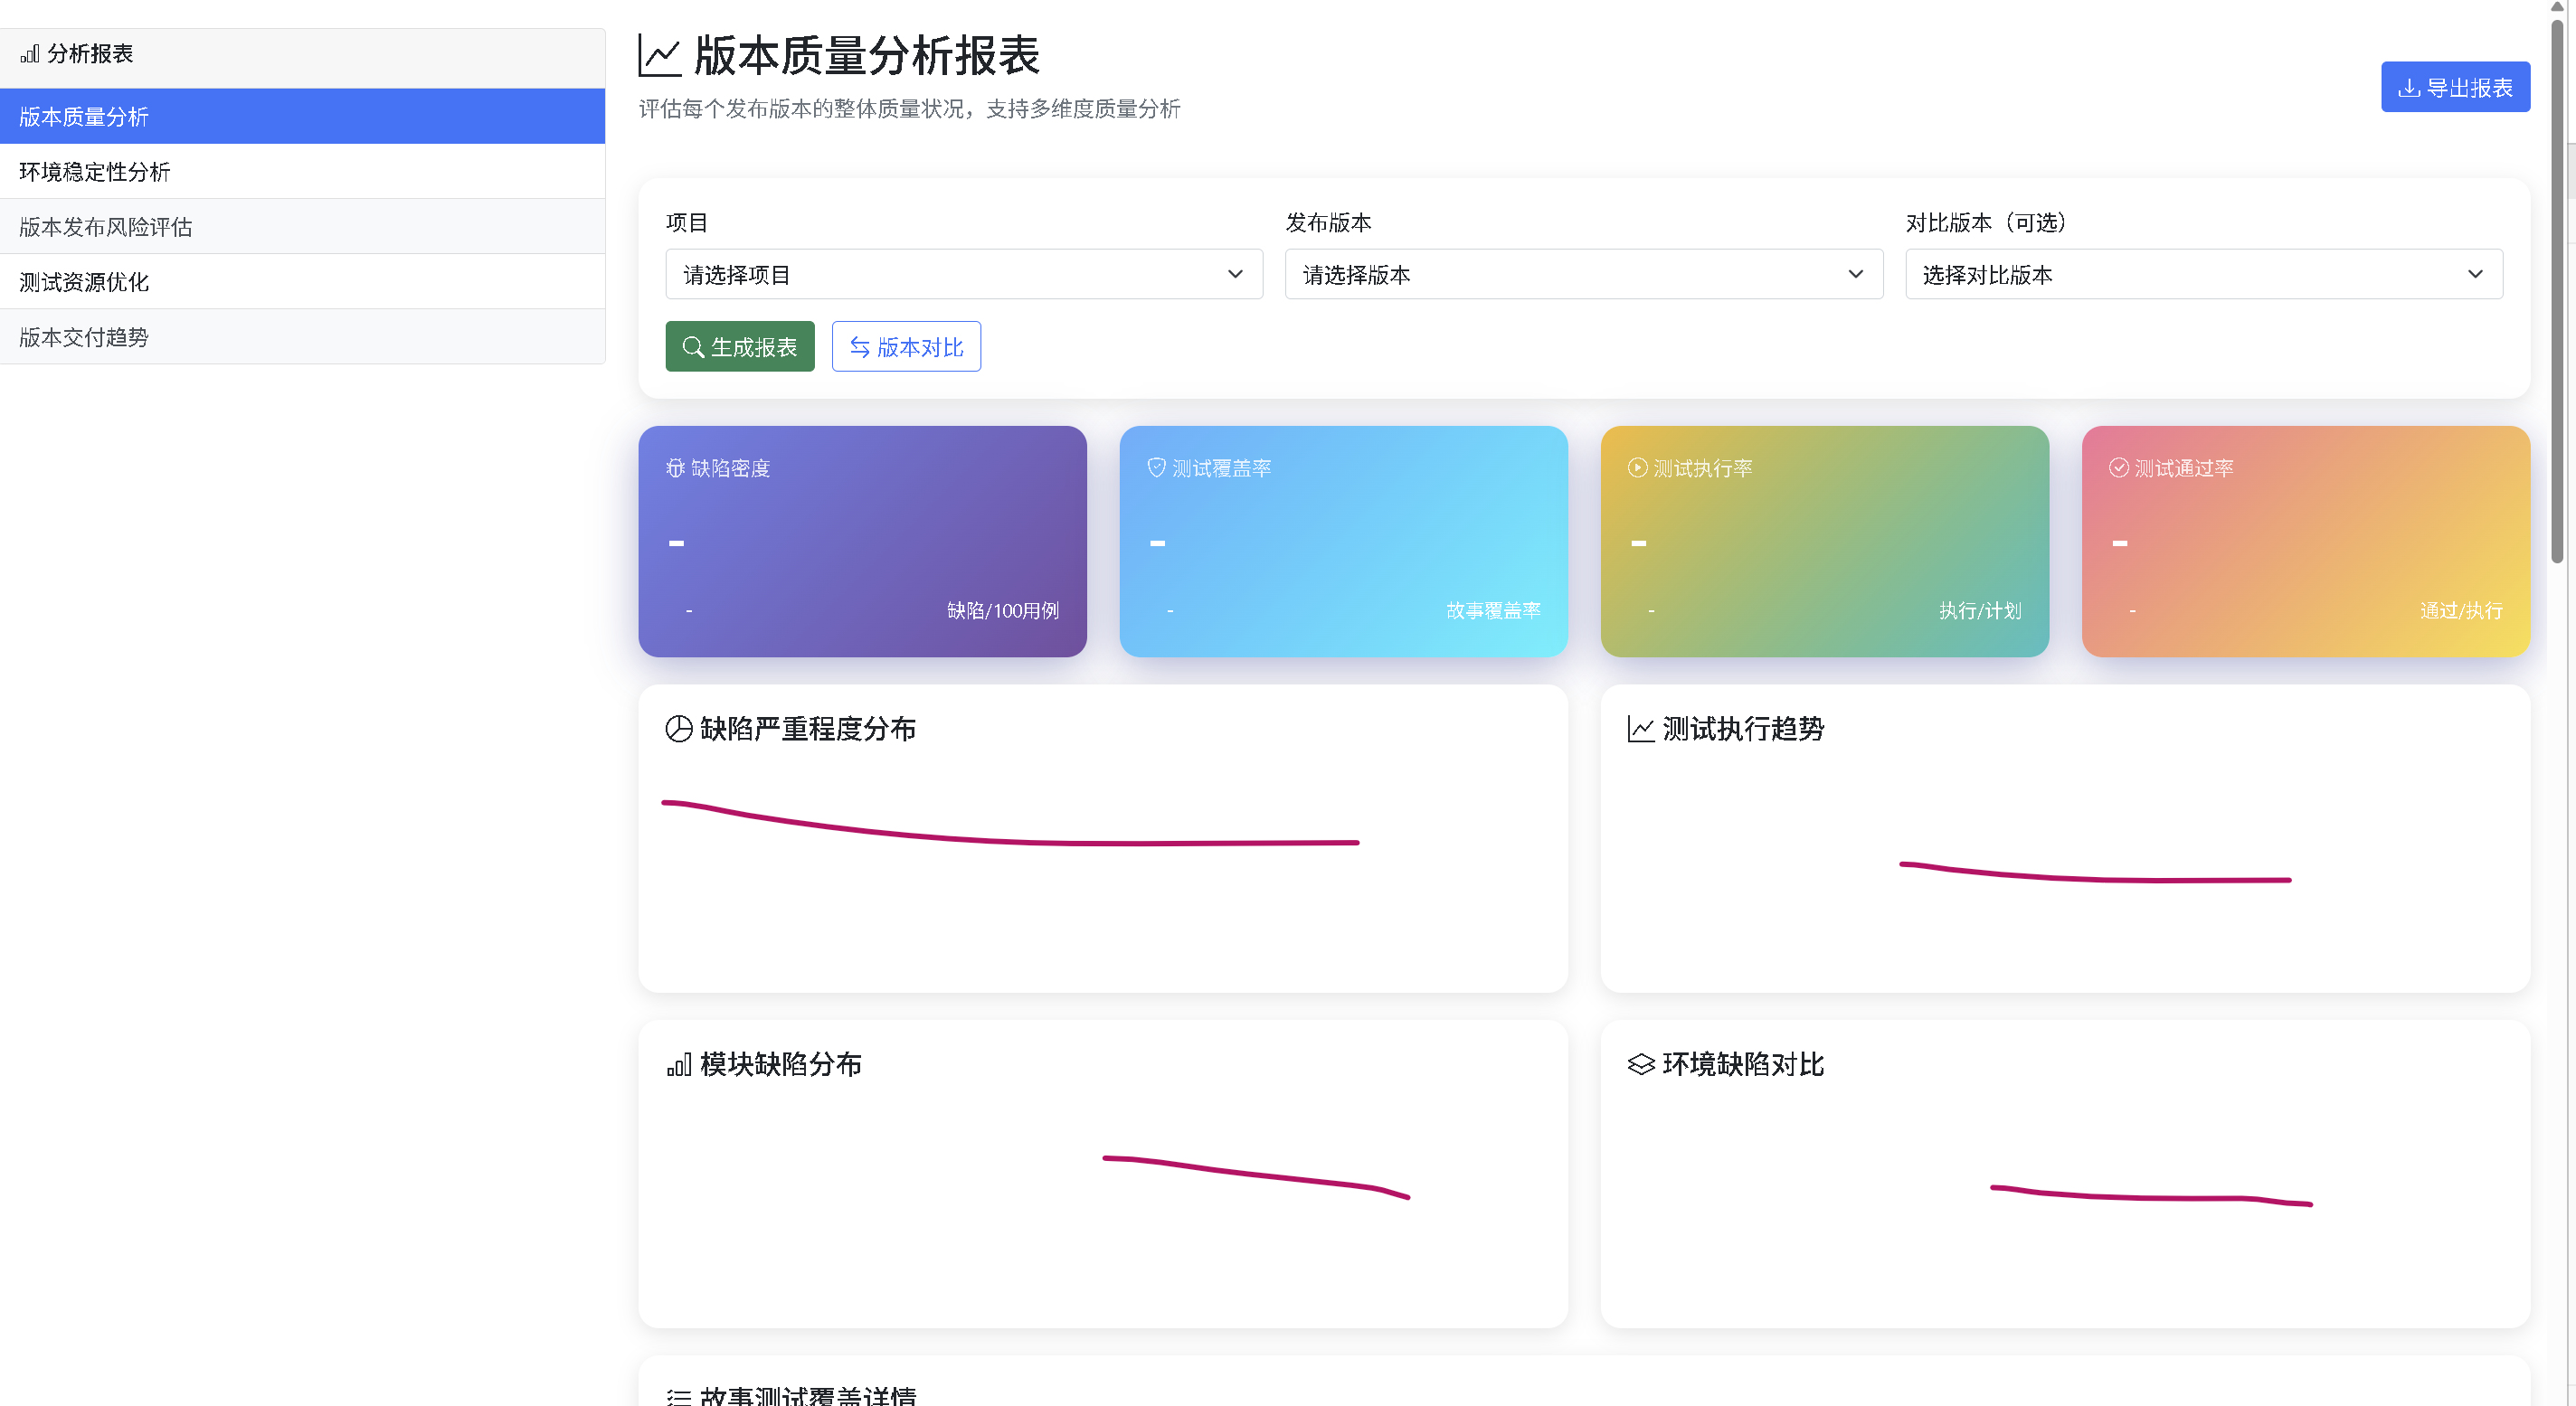 分析报表
版本质量分析
环境稳定性分析
版本发布风险评估
测试资源优化
版本交付趋势
版本质量分析报表
评估每个发布版本的整体质量状况，支持多维度质量分析
导出报表
项目
发布版本
对比版本（可选）
请选择项目
请选择版本
选择对比版本
生成报表
版本对比
缺陷密度
-
-
缺陷/100用例
测试覆盖率
-
-
故事覆盖率
测试执行率
-
-
执行/计划
测试通过率
-
-
通过/执行
缺陷严重程度分布
测试执行趋势
模块缺陷分布
环境缺陷对比
故事测试覆盖详情